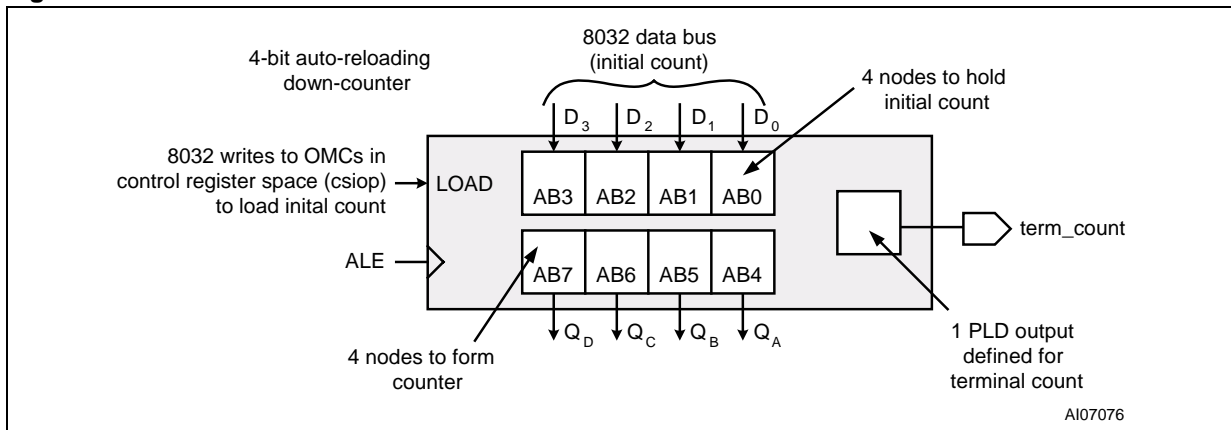 8032 data bus
(initial count)
4-bit auto-reloading
down-counter
4 nodes to hold
initial count
D3 D2 D1 D0
8032 writes to OMCs in
control register space (csiop)
to load inital count
LOAD
AB3 AB2 AB1 AB0
term_count
ALE
AB7 AB6 AB5 AB4
QD QC QB QA
4 nodes to form
counter
1 PLD output
defined for
terminal count
AI07076